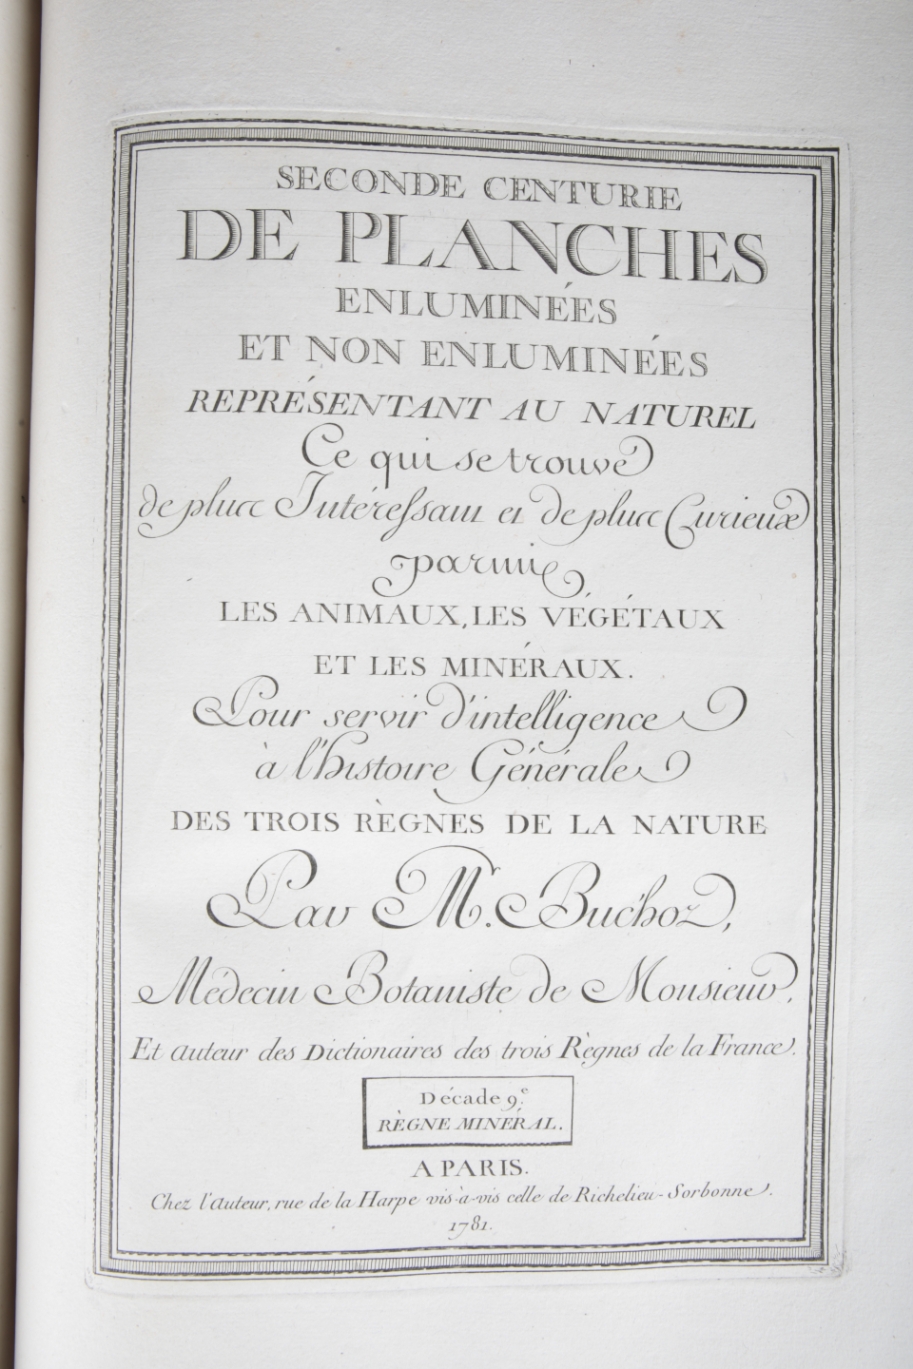 SECONDE CENTURIE
DE PLANCHES
ENLUMINÉES
ET NON ENLUMINÉES
REPRÉSENTANT AU NATUREL
Ce qui se trouve
de plus Intéressant et de plus Curieux
parmi
LES ANIMAUX, LES VÉGÉTAUX
ET LES MINÉRAUX.
Pour servir d'intelligence
à l'histoire Générale
DES TROIS RÈGNES DE LA NATURE
Par M. Buc'hoz,
Médecin Botaniste de Monsieur,
Et Auteur des Dictionaires des trois Règnes de la France.
Décade 9.e
RÈGNE MINÉRAL.
A PARIS.
Chez l'Auteur, rue de la Harpe vis-à-vis celle de Richelieu-Sorbonne.
1781.